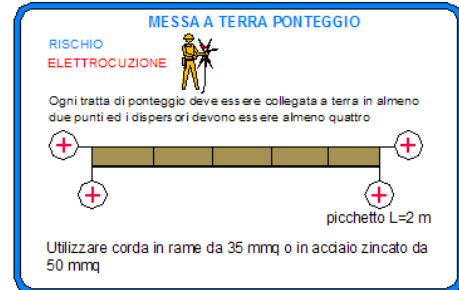 MESSA A TERRA PONTEGGIO
RISCHIO
ELETTROCUZIONE
Ogni tratta di ponteggio deve essere collegata a terra in almeno
due punti ed i dispersori devono essere almeno quattro
picchetto L=2 m
Utilizzare corda in rame da 35 mmq o in acciaio zincato da
50 mmq